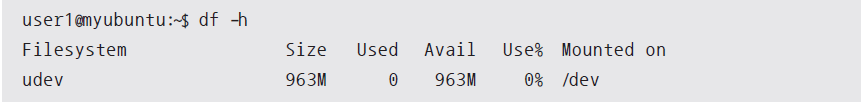 user1@myubuntu:~$ df -h
Filesystem Size Used Avail Use% Mounted on
udev 963M 0 963M 0% /dev